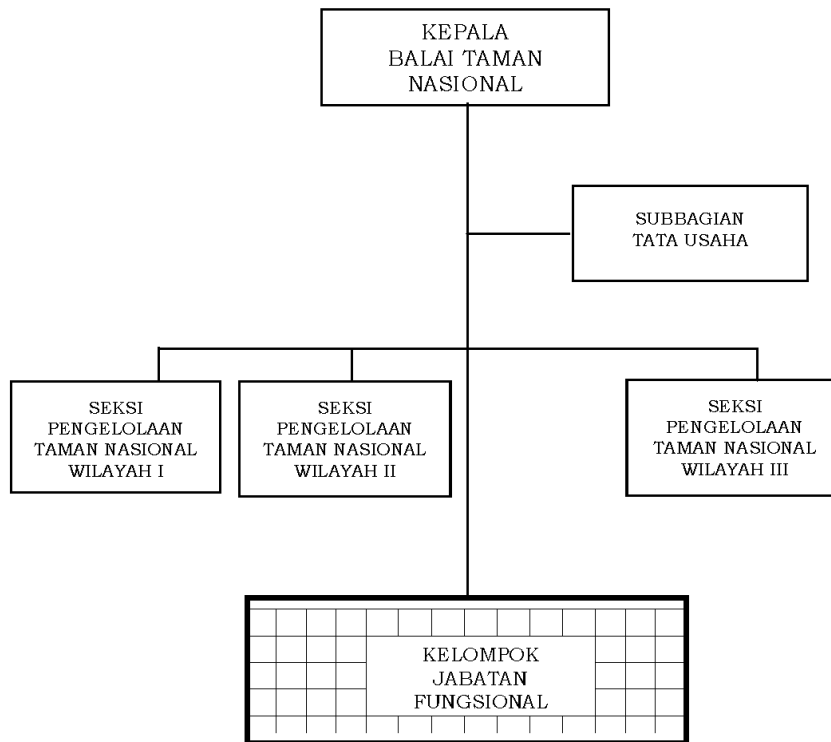 KEPALA
BALAI TAMAN
NASIONAL
SUBBAGIAN
TATA USAHA
SEKSI
PENGELOLAAN
TAMAN NASIONAL
WILAYAH I
SEKSI
PENGELOLAAN
TAMAN NASIONAL
WILAYAH II
SEKSI
PENGELOLAAN
TAMAN NASIONAL
WILAYAH III
KELOMPOK
JABATAN
FUNGSIONAL